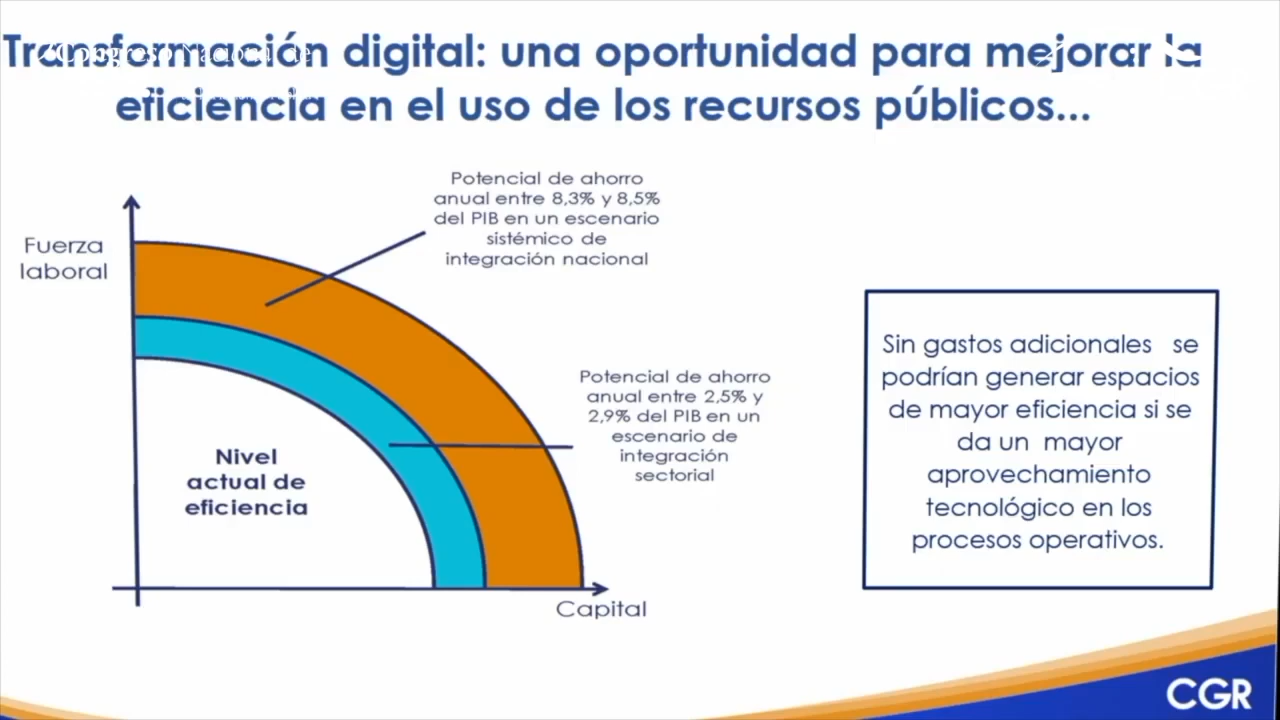 Transformación digital: una oportunidad para mejorar la
eficiencia en el uso de los recursos públicos...
Congreso Nacional de
Potencial de ahorro
anual entre 8,3% y 8,5%
del PIB en un escenario
sistémico de
integración nacional
Fuerza
laboral
Potencial de ahorro
anual entre 2,5% y
2,9% del PIB en un
escenario de
integración
sectorial
Nivel
actual de
eficiencia
Capital
Sin gastos adicionales se
podrían generar espacios
de mayor eficiencia si se
da un mayor
aprovechamiento
tecnológico en los
procesos operativos.
CGR